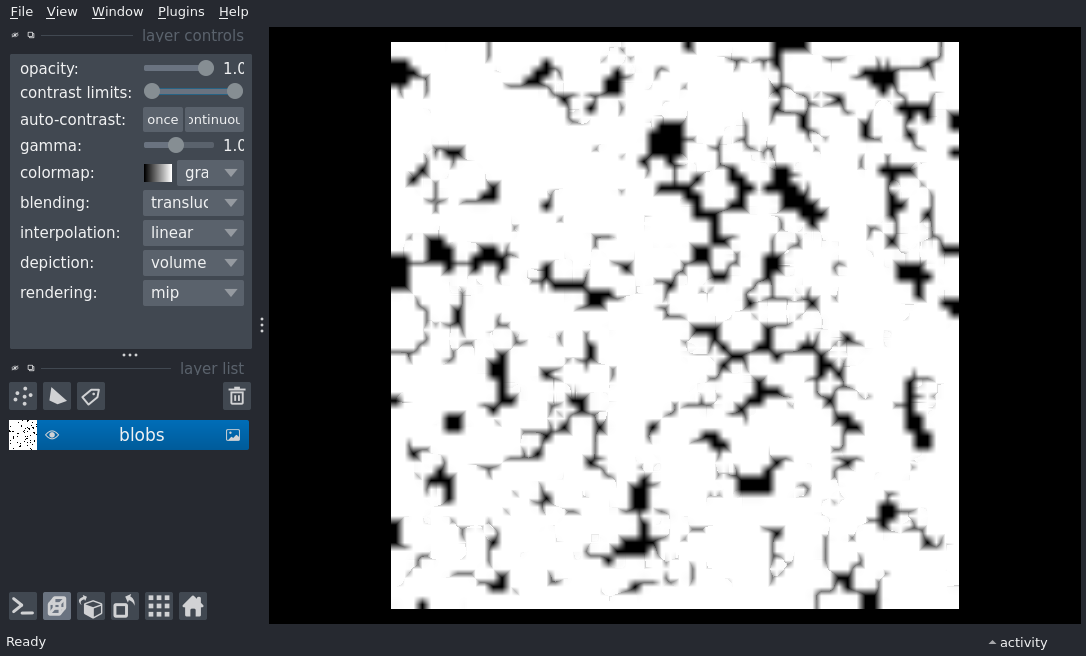 File View Window Plugins Help
layer controls
opacity: 1.0
contrast limits:
auto-contrast: once ontinuou
gamma: 1.0
colormap: gra
blending: transluc
interpolation: linear
depiction: volume
rendering: mip
layer list
blobs
Ready
activity